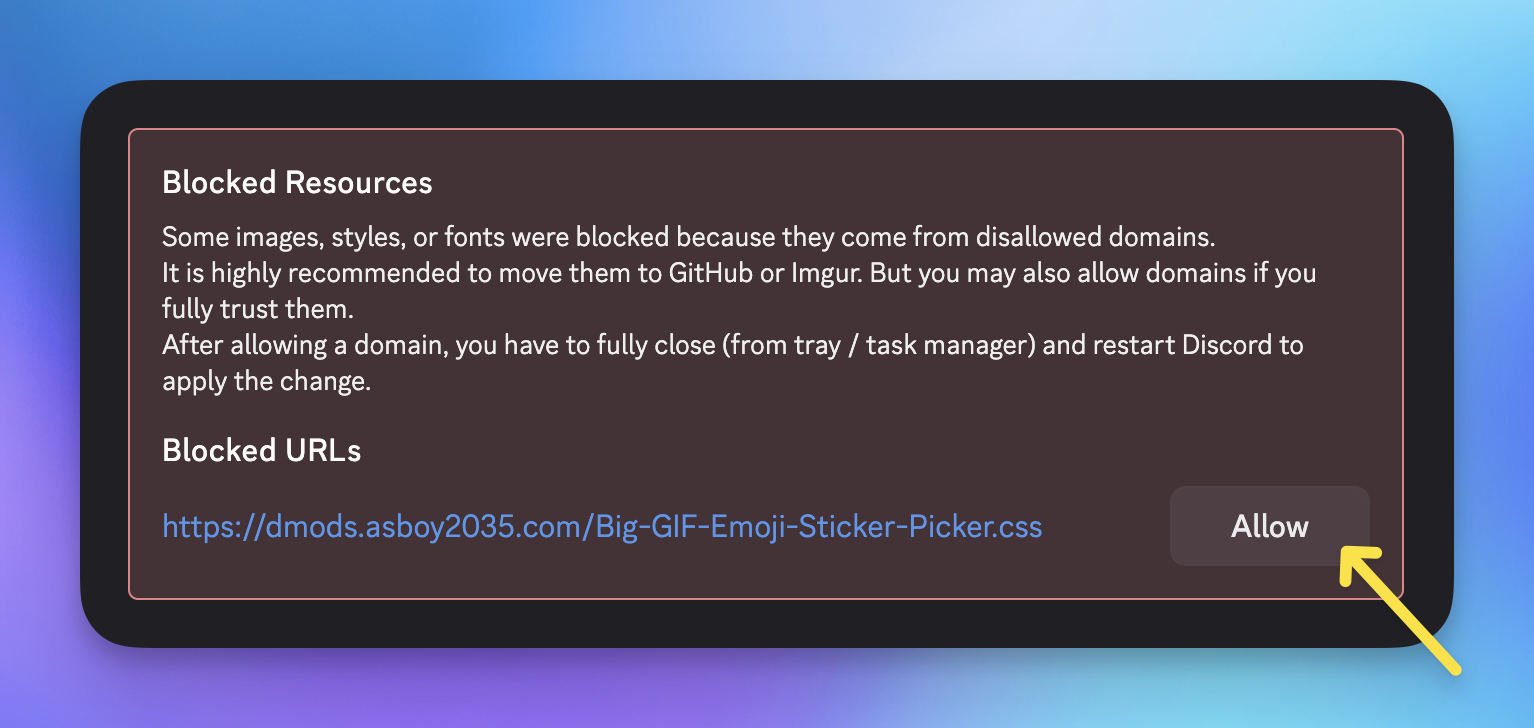 Blocked Resources
Some images, styles, or fonts were blocked because they come from disallowed domains.
It is highly recommended to move them to GitHub or Imgur. But you may also allow domains if you
fully trust them.
After allowing a domain, you have to fully close (from tray / task manager) and restart Discord to
apply the change.
Blocked URLs
https://dmods.asboy2035.com/Big-GIF-Emoji-Sticker-Picker.css
Allow